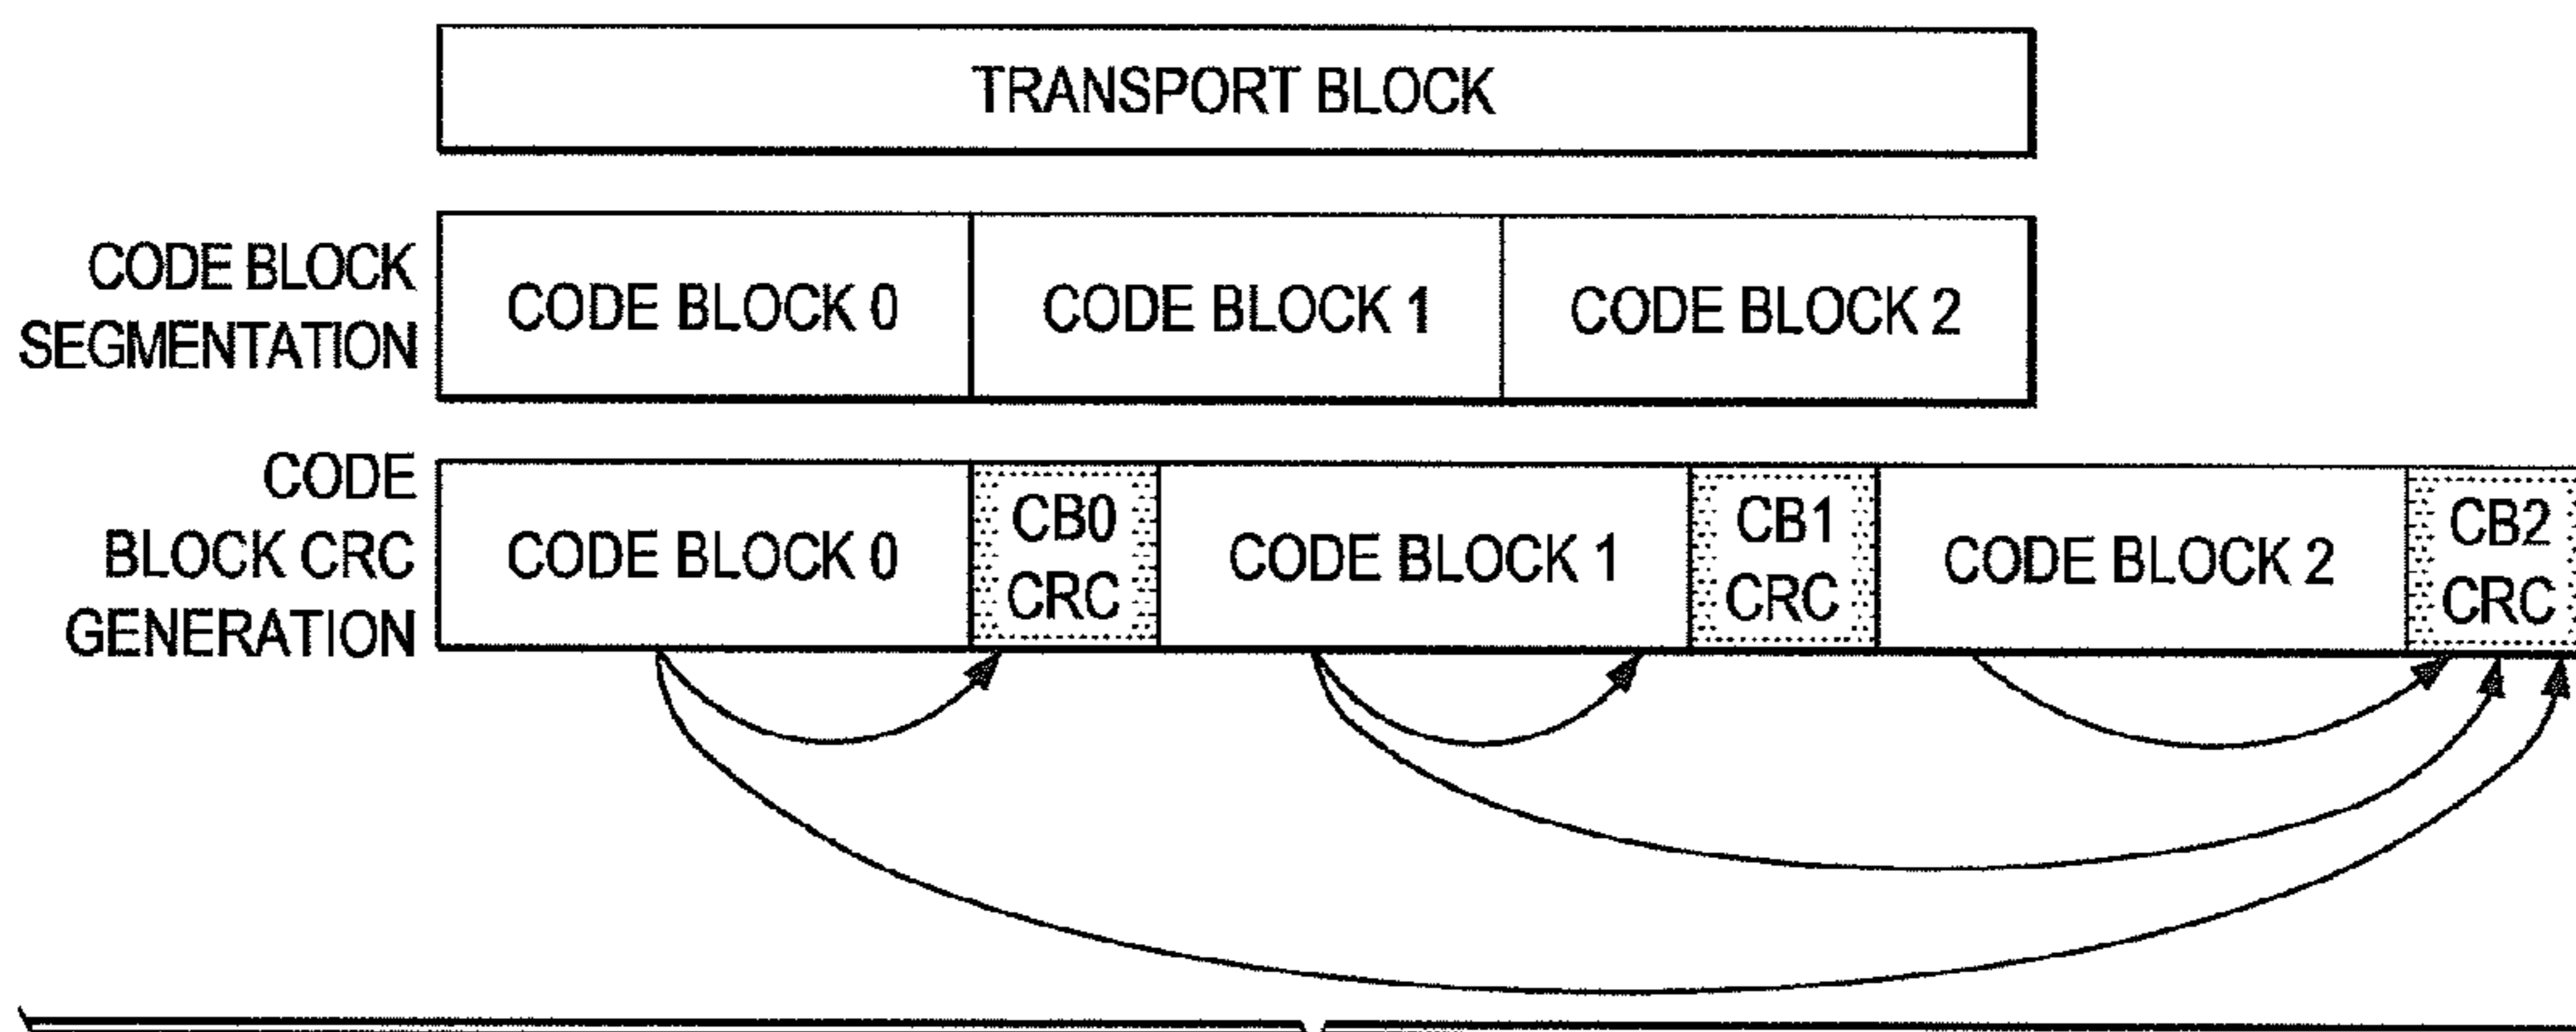 TRANSPORT BLOCK
CODE BLOCK
SEGMENTATION
CODE BLOCK 0
CODE BLOCK 1
CODE BLOCK 2
CODE
BLOCK CRC
GENERATION
CODE BLOCK 0
CB0
CRC
CODE BLOCK 1
CB1
CRC
CODE BLOCK 2
CB2
CRC